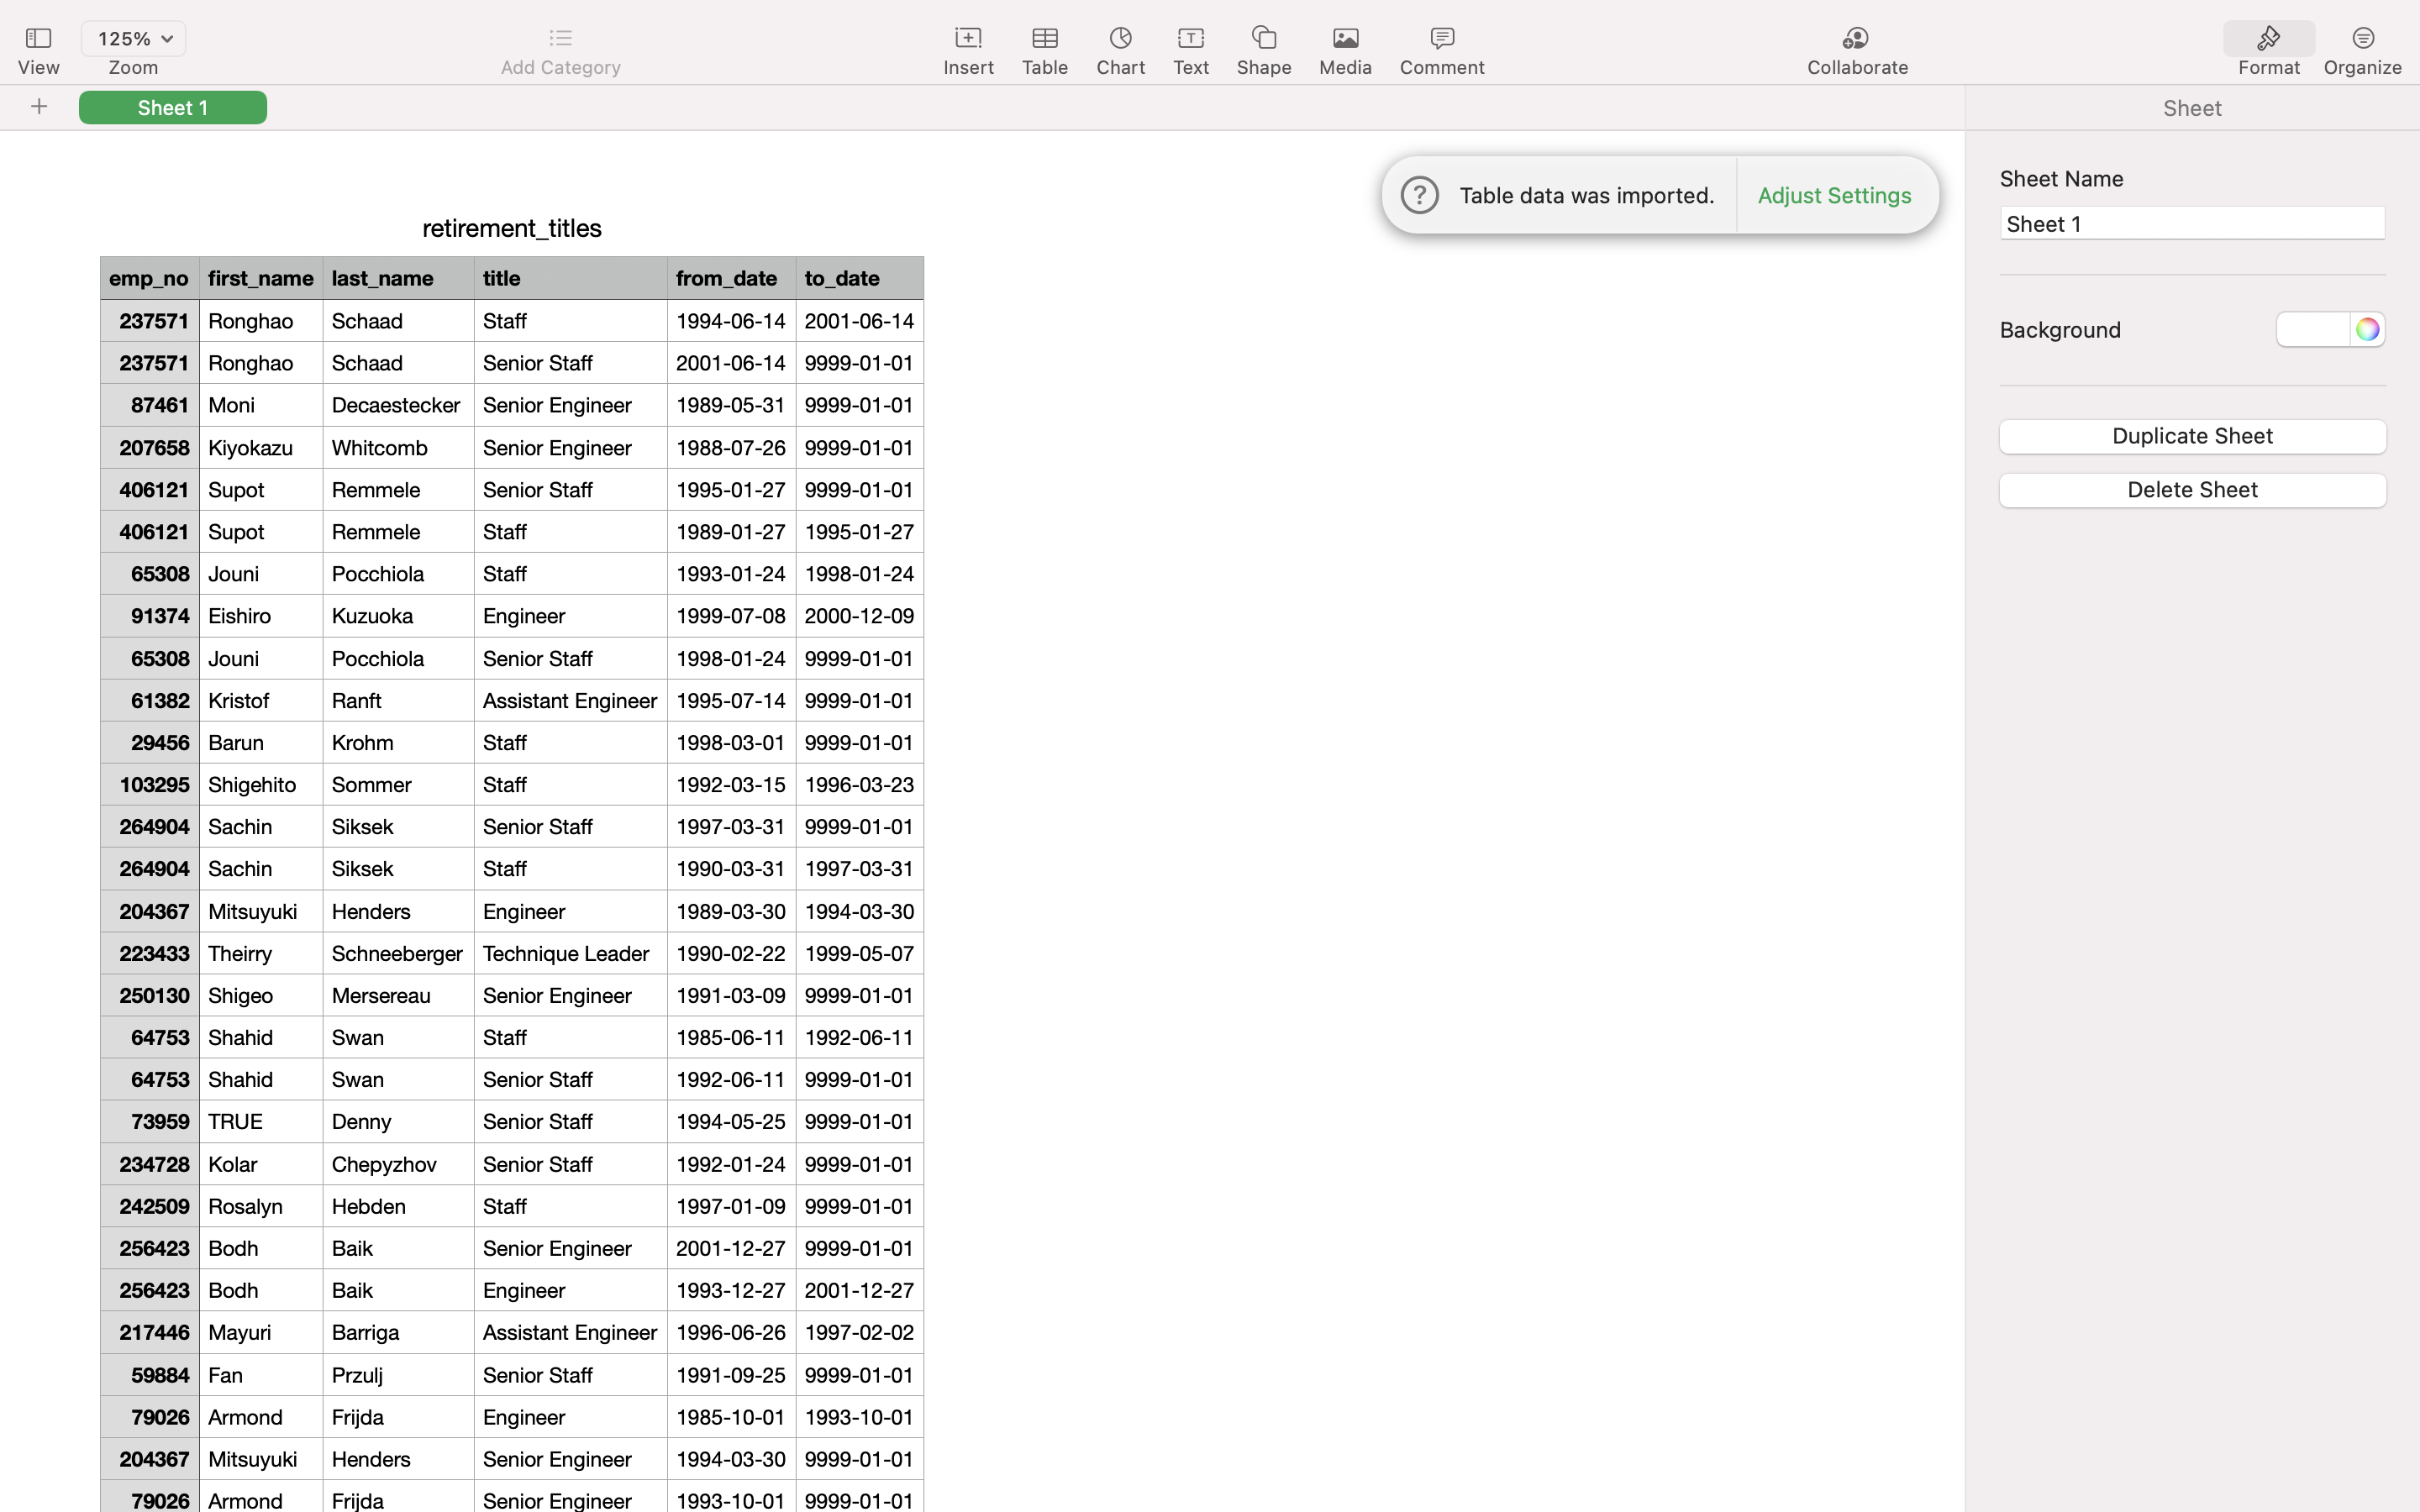 View 125% Zoom Add Category Insert Table Chart Text Shape Media Comment Collaborate Format Organize
Sheet 1
Sheet
Table data was imported. Adjust Settings
Sheet Name
Sheet 1
Background
Duplicate Sheet
Delete Sheet
retirement_titles
emp_no first_name last_name title from_date to_date
237571 Ronghao Schaad Staff 1994-06-14 2001-06-14
237571 Ronghao Schaad Senior Staff 2001-06-14 9999-01-01
87461 Moni Decaestecker Senior Engineer 1989-05-31 9999-01-01
207658 Kiyokazu Whitcomb Senior Engineer 1988-07-26 9999-01-01
406121 Supot Remmele Senior Staff 1995-01-27 9999-01-01
406121 Supot Remmele Staff 1989-01-27 1995-01-27
65308 Jouni Pocchiola Staff 1993-01-24 1998-01-24
91374 Eishiro Kuzuoka Engineer 1999-07-08 2000-12-09
65308 Jouni Pocchiola Senior Staff 1998-01-24 9999-01-01
61382 Kristof Ranft Assistant Engineer 1995-07-14 9999-01-01
29456 Barun Krohm Staff 1998-03-01 9999-01-01
103295 Shigehito Sommer Staff 1992-03-15 1996-03-23
264904 Sachin Siksek Senior Staff 1997-03-31 9999-01-01
264904 Sachin Siksek Staff 1990-03-31 1997-03-31
204367 Mitsuyuki Henders Engineer 1989-03-30 1994-03-30
223433 Theirry Schneeberger Technique Leader 1990-02-22 1999-05-07
250130 Shigeo Mersereau Senior Engineer 1991-03-09 9999-01-01
64753 Shahid Swan Staff 1985-06-11 1992-06-11
64753 Shahid Swan Senior Staff 1992-06-11 9999-01-01
73959 TRUE Denny Senior Staff 1994-05-25 9999-01-01
234728 Kolar Chepyzhov Senior Staff 1992-01-24 9999-01-01
242509 Rosalyn Hebden Staff 1997-01-09 9999-01-01
256423 Bodh Baik Senior Engineer 2001-12-27 9999-01-01
256423 Bodh Baik Engineer 1993-12-27 2001-12-27
217446 Mayuri Barriga Assistant Engineer 1996-06-26 1997-02-02
59884 Fan Przulj Senior Staff 1991-09-25 9999-01-01
79026 Armond Frijda Engineer 1985-10-01 1993-10-01
204367 Mitsuyuki Henders Senior Engineer 1994-03-30 9999-01-01
79026 Armond Frijda Senior Engineer 1993-10-01 9999-01-01